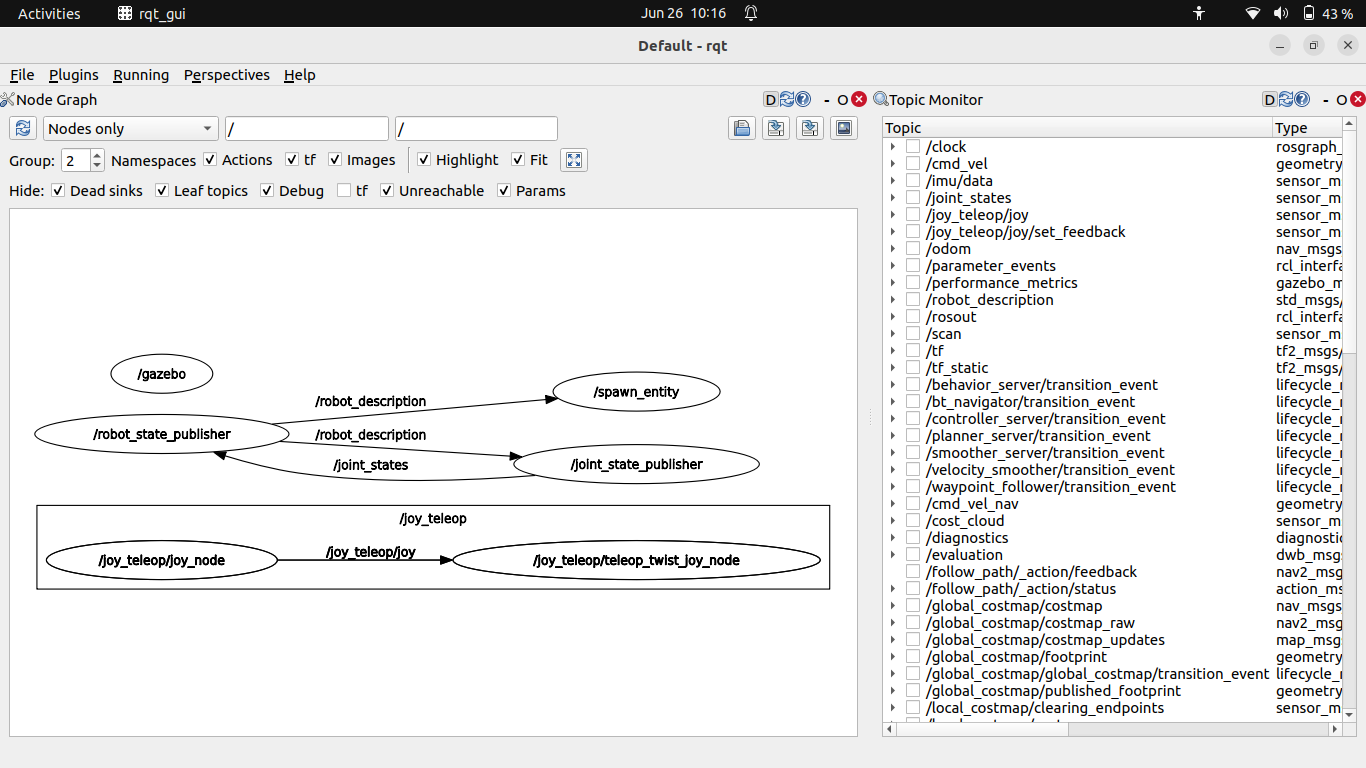 Activities rqt_gui Jun 26 10:16 43 %
Default - rqt
File Plugins Running Perspectives Help
Node Graph D ? - O
Nodes only / /
Group: 2 Namespaces Actions tf Images Highlight Fit
Hide: Dead sinks Leaf topics Debug tf Unreachable Params
/gazebo
/spawn_entity
/robot_description
/robot_state_publisher
/robot_description
/joint_states
/joint_state_publisher
/joy_teleop
/joy_teleop/joy_node
/joy_teleop/joy
/joy_teleop/teleop_twist_joy_node
Topic Monitor D ? - O
Topic Type
/clock rosgraph_
/cmd_vel geometry
/imu/data sensor_m
/joint_states sensor_m
/joy_teleop/joy sensor_m
/joy_teleop/joy/set_feedback sensor_m
/odom nav_msgs
/parameter_events rcl_interfa
/performance_metrics gazebo_m
/robot_description std_msgs/
/rosout rcl_interfa
/scan sensor_m
/tf tf2_msgs/
/tf_static tf2_msgs/
/behavior_server/transition_event lifecycle_
/bt_navigator/transition_event lifecycle_
/controller_server/transition_event lifecycle_
/planner_server/transition_event lifecycle_
/smoother_server/transition_event lifecycle_
/velocity_smoother/transition_event lifecycle_
/waypoint_follower/transition_event lifecycle_
/cmd_vel_nav geometry
/cost_cloud sensor_m
/diagnostics diagnostic
/evaluation dwb_msg
/follow_path/_action/feedback nav2_msg
/follow_path/_action/status action_ms
/global_costmap/costmap nav_msgs
/global_costmap/costmap_raw nav2_msg
/global_costmap/costmap_updates map_msg
/global_costmap/footprint geometry
/global_costmap/global_costmap/transition_event lifecycle_
/global_costmap/published_footprint geometry
/local_costmap/clearing_endpoints sensor_m